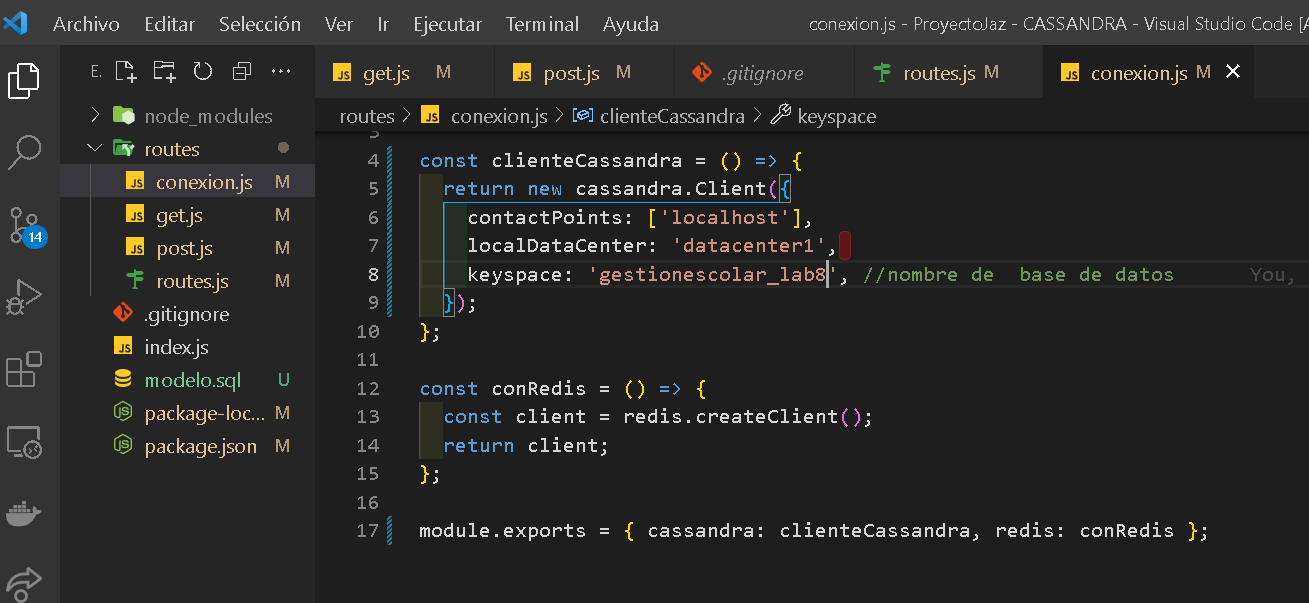 Archivo Editar Selección Ver Ir Ejecutar Terminal Ayuda conexion.js - ProyectoJaz - CASSANDRA - Visual Studio Code [A
E.
get.js M post.js M .gitignore routes.js M conexion.js M
routes > conexion.js > clienteCassandra > keyspace
node_modules
routes
conexion.js M
get.js M
post.js M
routes.js M
.gitignore
index.js
modelo.sql U
package-loc... M
package.json M
14
3
4 const clienteCassandra = () => {
5 return new cassandra.Client({
6 contactPoints: ['localhost'],
7 localDataCenter: 'datacenter1',
8 keyspace: 'gestionescolar_lab8', //nombre de  base de datos You,
9 });
10 };
11
12 const conRedis = () => {
13 const client = redis.createClient();
14 return client;
15 };
16
17 module.exports = { cassandra: clienteCassandra, redis: conRedis };